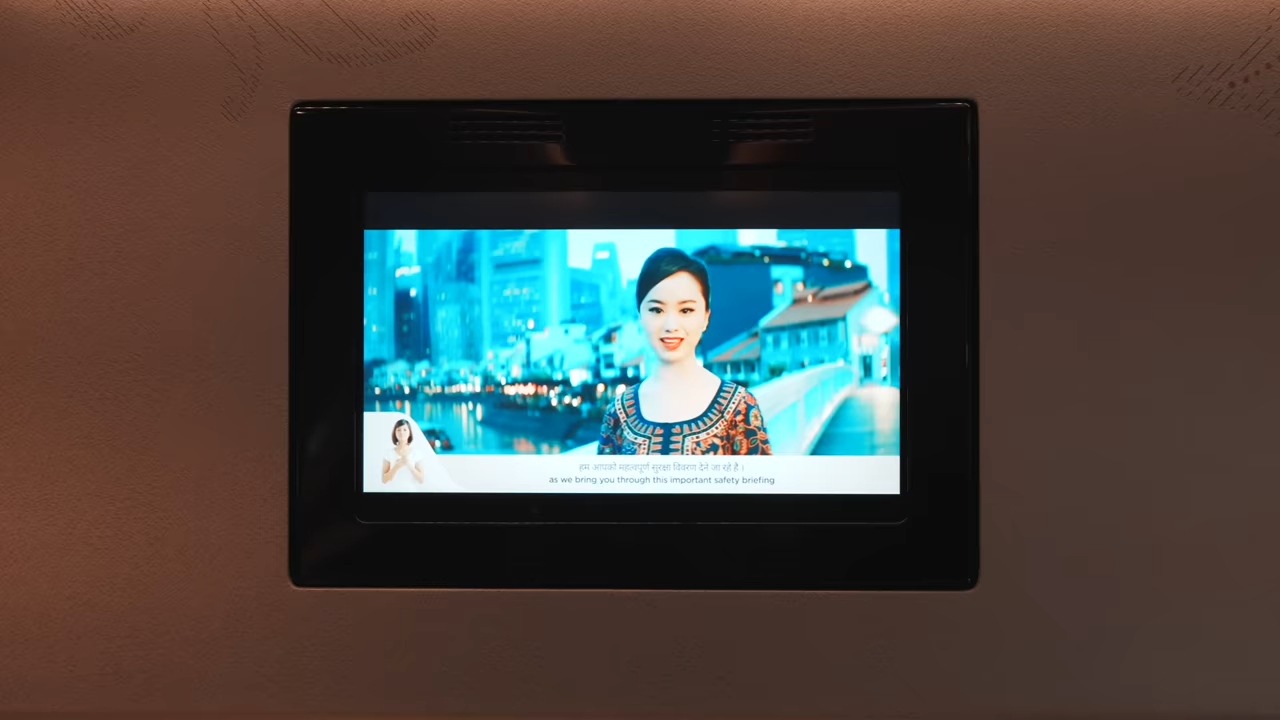 हम आपको महत्वपूर्ण सुरक्षा विवरण देने जा रहे है ।
as we bring you through this important safety briefing